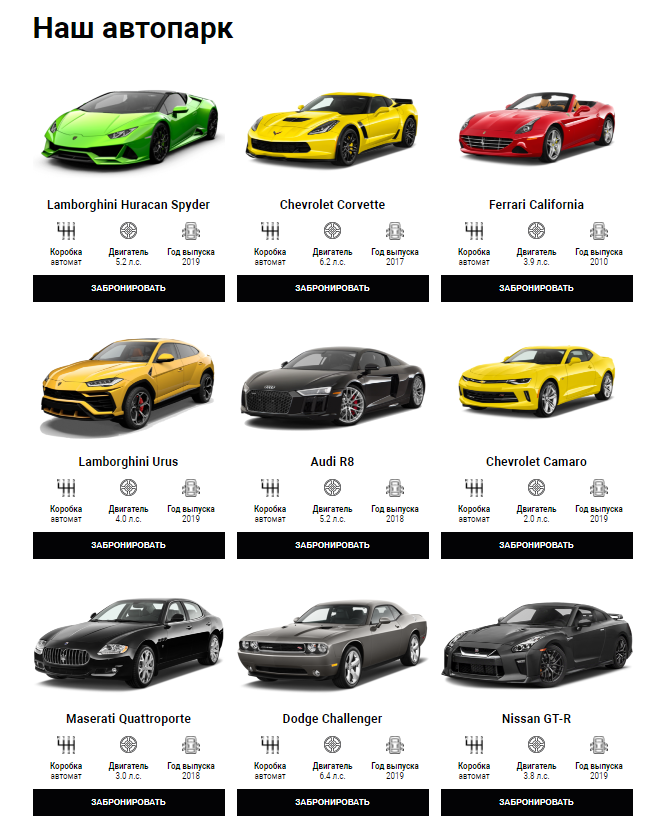 Наш автопарк
Lamborghini Huracan Spyder
Chevrolet Corvette
Ferrari California
Коробка Двигатель Год выпуска
автомат 5.2 л.с. 2019
Коробка Двигатель Год выпуска
автомат 6.2 л.с. 2017
Коробка Двигатель Год выпуска
автомат 3.9 л.с. 2010
ЗАБРОНИРОВАТЬ
ЗАБРОНИРОВАТЬ
ЗАБРОНИРОВАТЬ
Lamborghini Urus
Audi R8
Chevrolet Camaro
Коробка Двигатель Год выпуска
автомат 4.0 л.с. 2019
Коробка Двигатель Год выпуска
автомат 5.2 л.с. 2018
Коробка Двигатель Год выпуска
автомат 2.0 л.с. 2019
ЗАБРОНИРОВАТЬ
ЗАБРОНИРОВАТЬ
ЗАБРОНИРОВАТЬ
Maserati Quattroporte
Dodge Challenger
Nissan GT-R
Коробка Двигатель Год выпуска
автомат 3.0 л.с. 2018
Коробка Двигатель Год выпуска
автомат 6.4 л.с. 2019
Коробка Двигатель Год выпуска
автомат 3.8 л.с. 2019
ЗАБРОНИРОВАТЬ
ЗАБРОНИРОВАТЬ
ЗАБРОНИРОВАТЬ